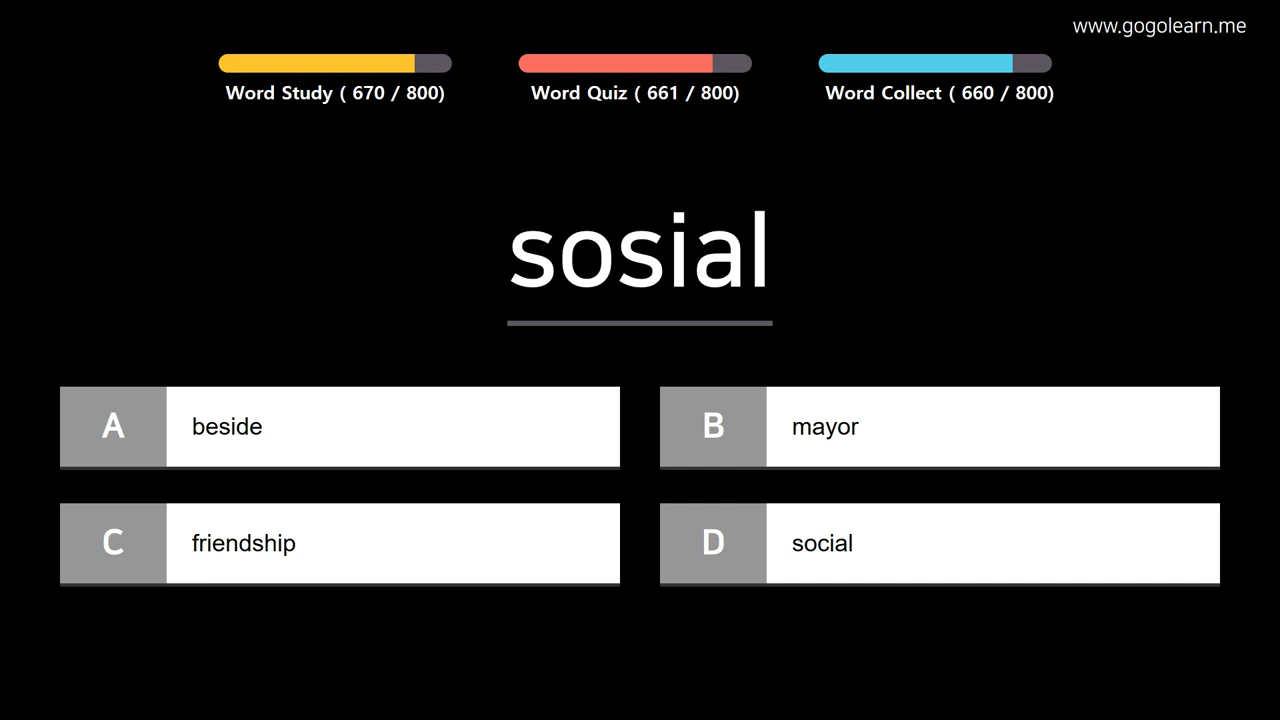 www.gogolearn.me
Word Study ( 670 / 800)
Word Quiz ( 661 / 800)
Word Collect ( 660 / 800)
sosial
A beside
B mayor
C friendship
D social